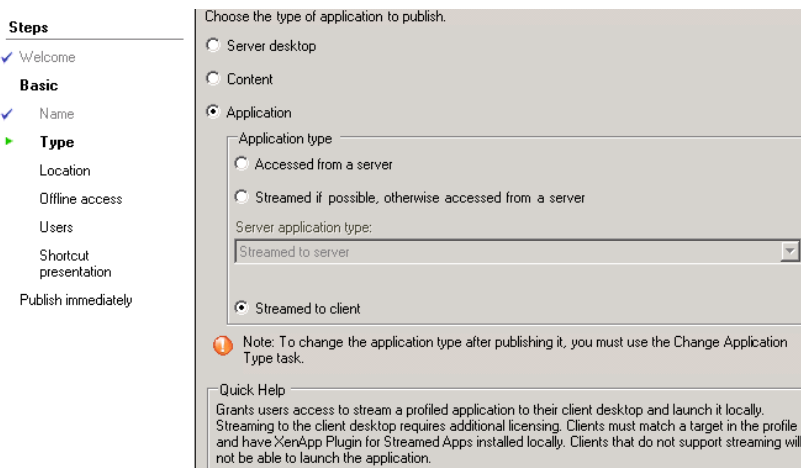 Steps
Welcome
Basic
Name
Type
Location
Offline access
Users
Shortcut
presentation
Publish immediately
Choose the type of application to publish.
Server desktop
Content
Application
Application type
Accessed from a server
Streamed if possible, otherwise accessed from a server
Server application type:
Streamed to server
Streamed to client
Note: To change the application type after publishing it, you must use the Change Application
Type task.
Quick Help
Grants users access to stream a profiled application to their client desktop and launch it locally.
Streaming to the client desktop requires additional licensing. Clients must match a target in the profile
and have XenApp Plugin for Streamed Apps installed locally. Clients that do not support streaming will
not be able to launch the application.